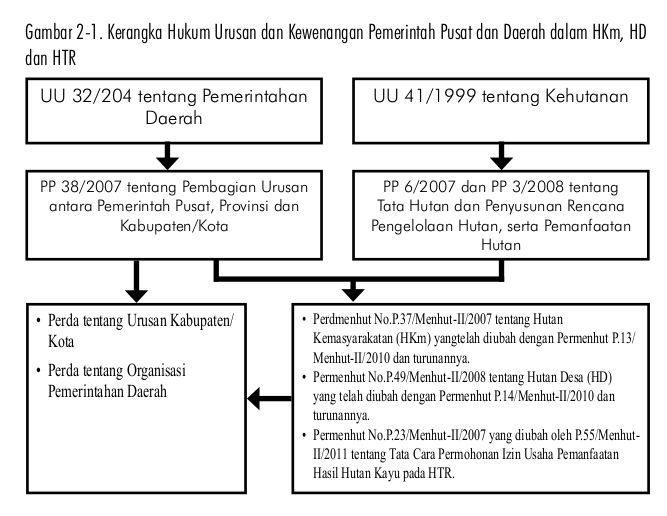 Gambar 2-1. Kerangka Hukum Urusan dan Kewenangan Pemerintah Pusat dan Daerah dalam HKm, HD
dan HTR
UU 32/204 tentang Pemerintahan
Daerah
UU 41/1999 tentang Kehutanan
PP 38/2007 tentang Pembagian Urusan
antara Pemerintah Pusat, Provinsi dan
Kabupaten/Kota
PP 6/2007 dan PP 3/2008 tentang
Tata Hutan dan Penyusunan Rencana
Pengelolaan Hutan, serta Pemanfaatan
Hutan
• Perda tentang Urusan Kabupaten/
Kota
• Perda tentang Organisasi
Pemerintahan Daerah
• Perdmenhut No.P.37/Menhut-II/2007 tentang Hutan
Kemasyarakatan (HKm) yangtelah diubah dengan Permenhut P.13/
Menhut-II/2010 dan turunannya.
• Permenhut No.P.49/Menhut-II/2008 tentang Hutan Desa (HD)
yang telah diubah dengan Permenhut P.14/Menhut-II/2010 dan
turunannya.
• Permenhut No.P.23/Menhut-II/2007 yang diubah oleh P.55/Menhut-
II/2011 tentang Tata Cara Permohonan Izin Usaha Pemanfaatan
Hasil Hutan Kayu pada HTR.